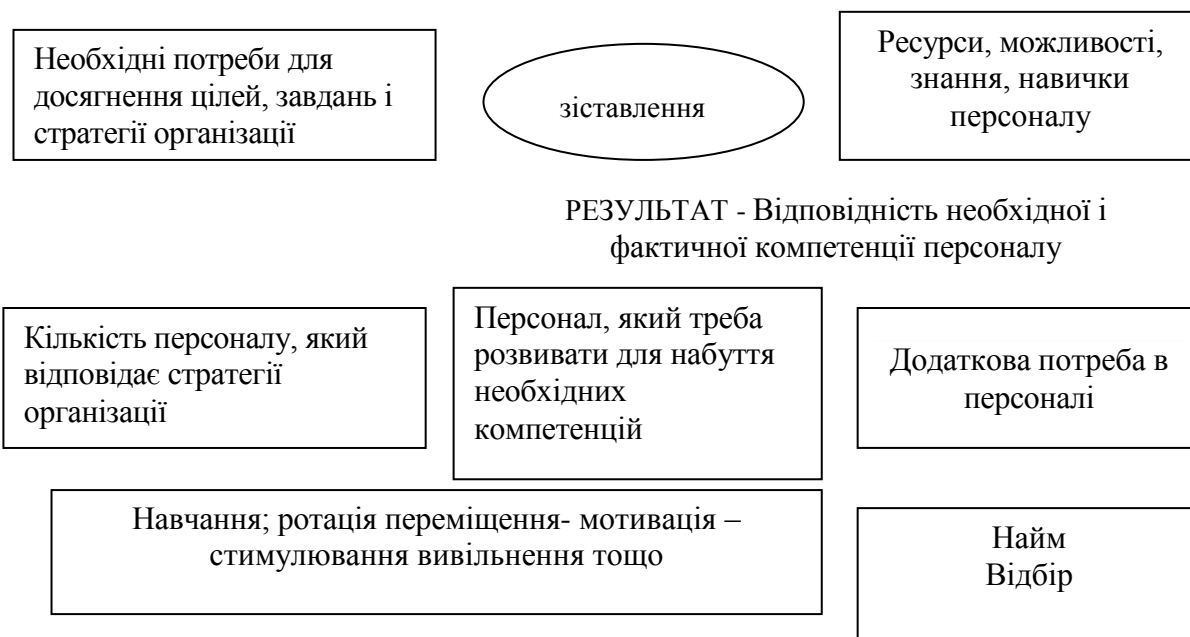 Необхідні потреби для
досягнення цілей, завдань і
стратегії організації
зіставлення
Ресурси, можливості,
знання, навички
персоналу
РЕЗУЛЬТАТ - Відповідність необхідної і
фактичної компетенції персоналу
Кількість персоналу, який
відповідає стратегії
організації
Персонал, який треба
розвивати для набуття
необхідних
компетенцій
Додаткова потреба в
персоналі
Навчання; ротація переміщення- мотивація –
стимулювання вивільнення тощо
Найм
Відбір